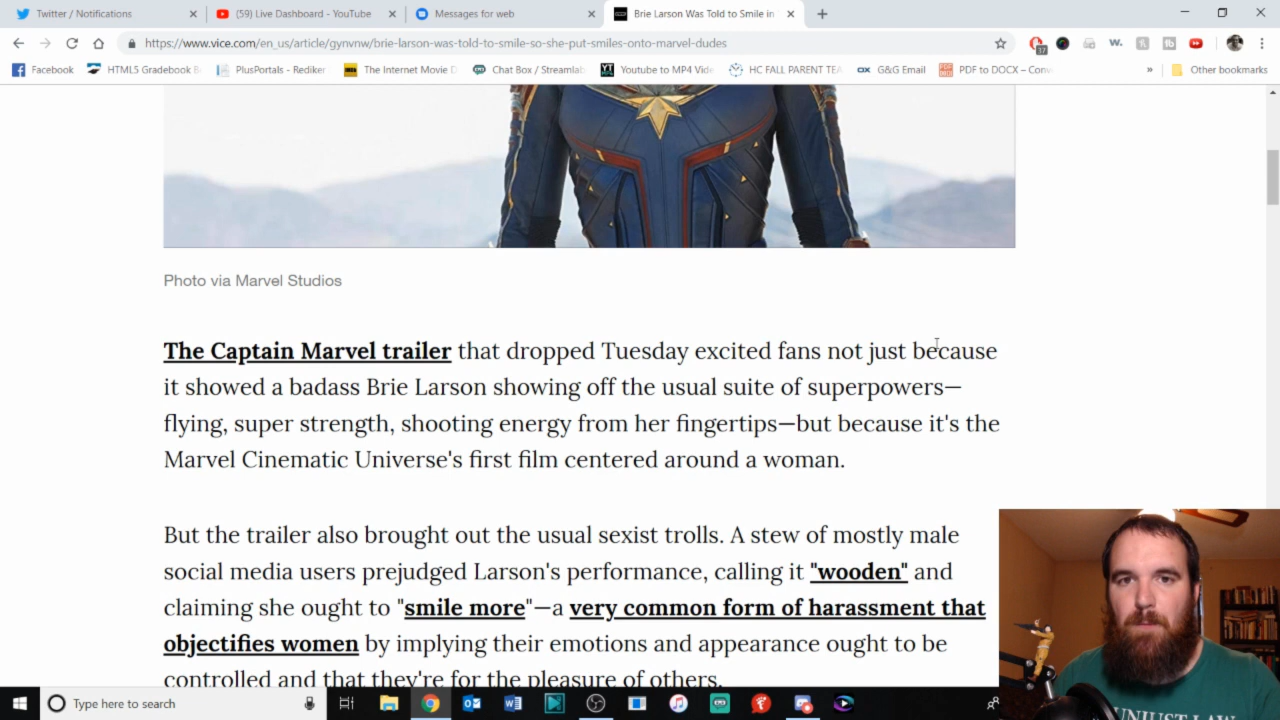 Twitter / Notifications
(59) Live Dashboard - YouTube
Messages for web
Brie Larson Was Told to Smile in
https://www.vice.com/en_us/article/gynvnw/brie-larson-was-told-to-smile-so-she-put-smiles-onto-marvel-dudes
37
W.
fb
Facebook
HTML5 Gradebook
PlusPortals - Rediker
IMDb
The Internet Movie D
Chat Box / Streamlab
YT
Youtube to MP4 Vide
HC FALL PARENT TEA
OX
G&G Email
PDF to DOCX – Conv
»
Other bookmarks
Photo via Marvel Studios
The Captain Marvel trailer that dropped Tuesday excited fans not just because
it showed a badass Brie Larson showing off the usual suite of superpowers—
flying, super strength, shooting energy from her fingertips—but because it's the
Marvel Cinematic Universe's first film centered around a woman.
But the trailer also brought out the usual sexist trolls. A stew of mostly male
social media users prejudged Larson's performance, calling it "wooden" and
claiming she ought to "smile more"—a very common form of harassment that
objectifies women by implying their emotions and appearance ought to be
controlled and that they're for the pleasure of others.
UNJUST LAW
Type here to search